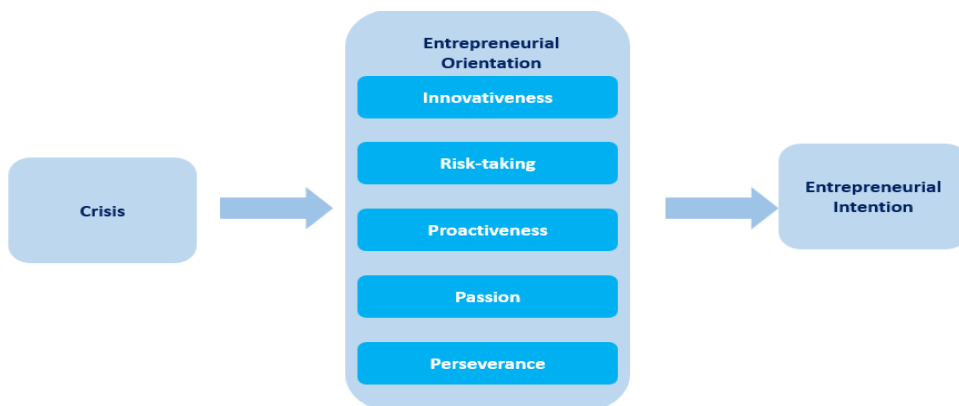 Crisis
Entrepreneurial
Orientation
Innovativeness
Risk-taking
Proactiveness
Passion
Perseverance
Entrepreneurial
Intention